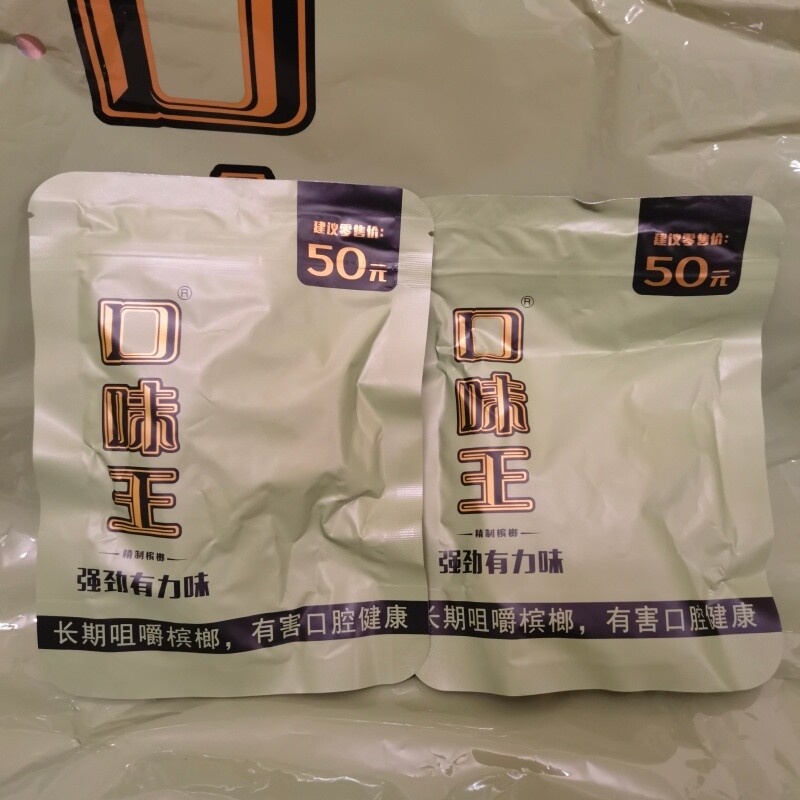 口
建议零售价:
50元
口味王®
精制槟榔
强劲有力味
长期咀嚼槟榔，有害口腔健康
建议零售价:
50元
口味王®
精制槟榔
强劲有力味
长期咀嚼槟榔，有害口腔健康